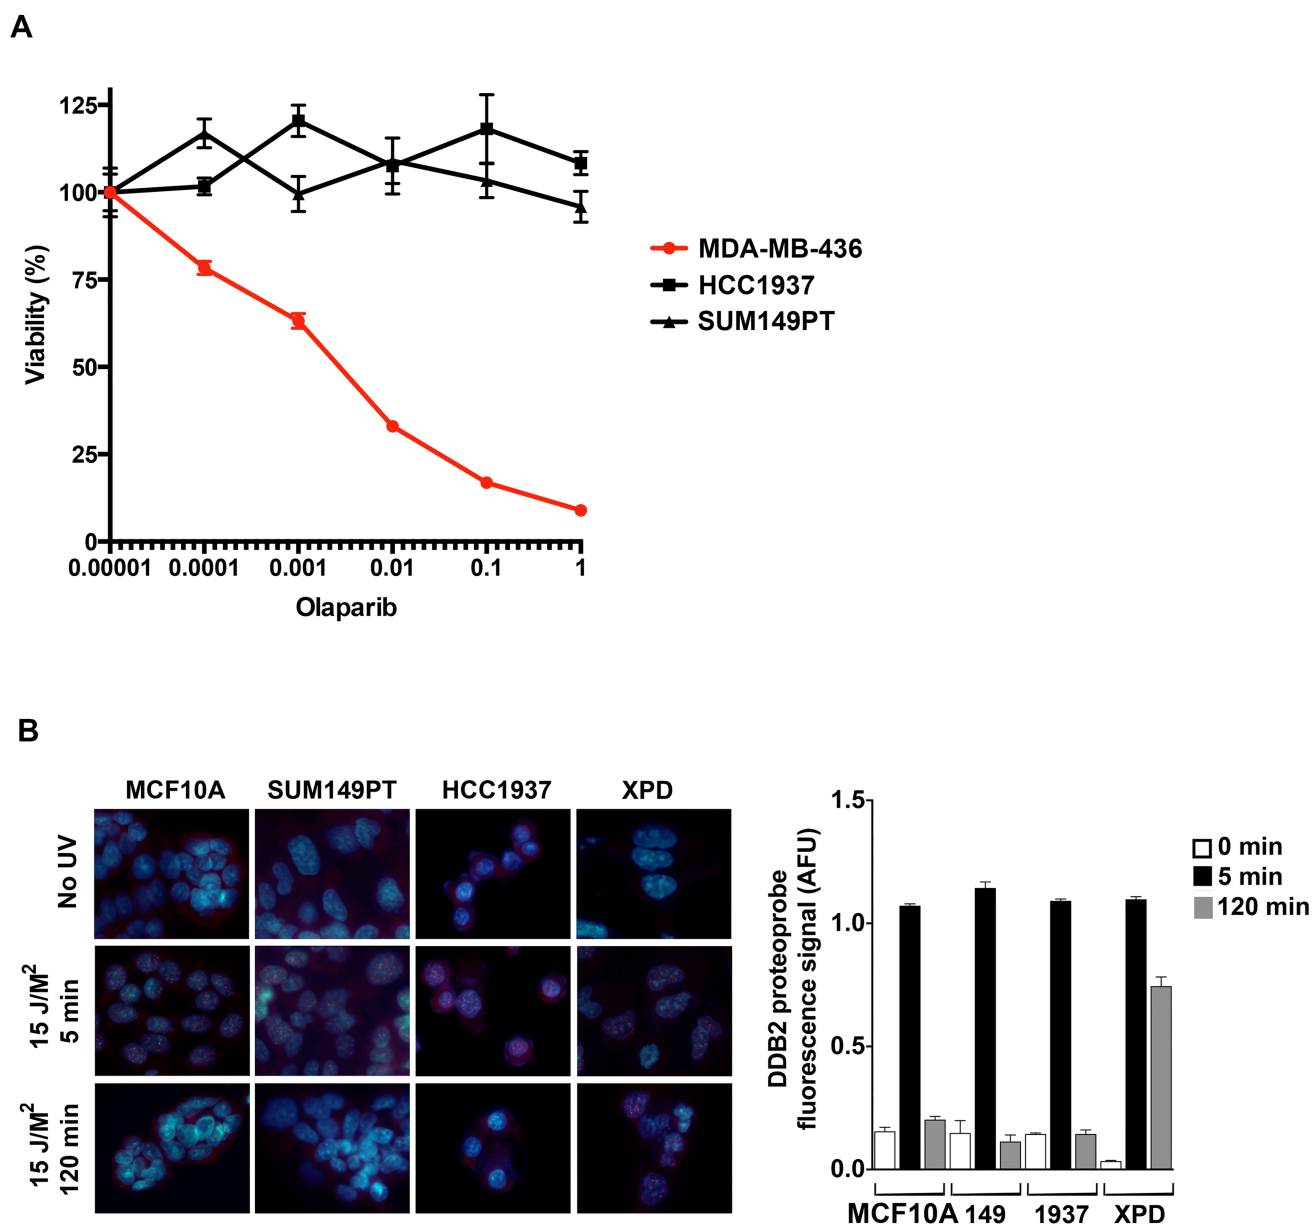 A
125
100
75
50
25
0
Viability (%)
0.00001 0.0001 0.001 0.01 0.1 1
Olaparib
MDA-MB-436
HCC1937
SUM149PT
B
MCF10A SUM149PT HCC1937 XPD
No UV
15 J/M²
5 min
15 J/M²
120 min
DDB2 proteoprobe
fluorescence signal (AFU)
1.5
1.0
0.5
0.0
MCF10A 149 1937 XPD
0 min
5 min
120 min